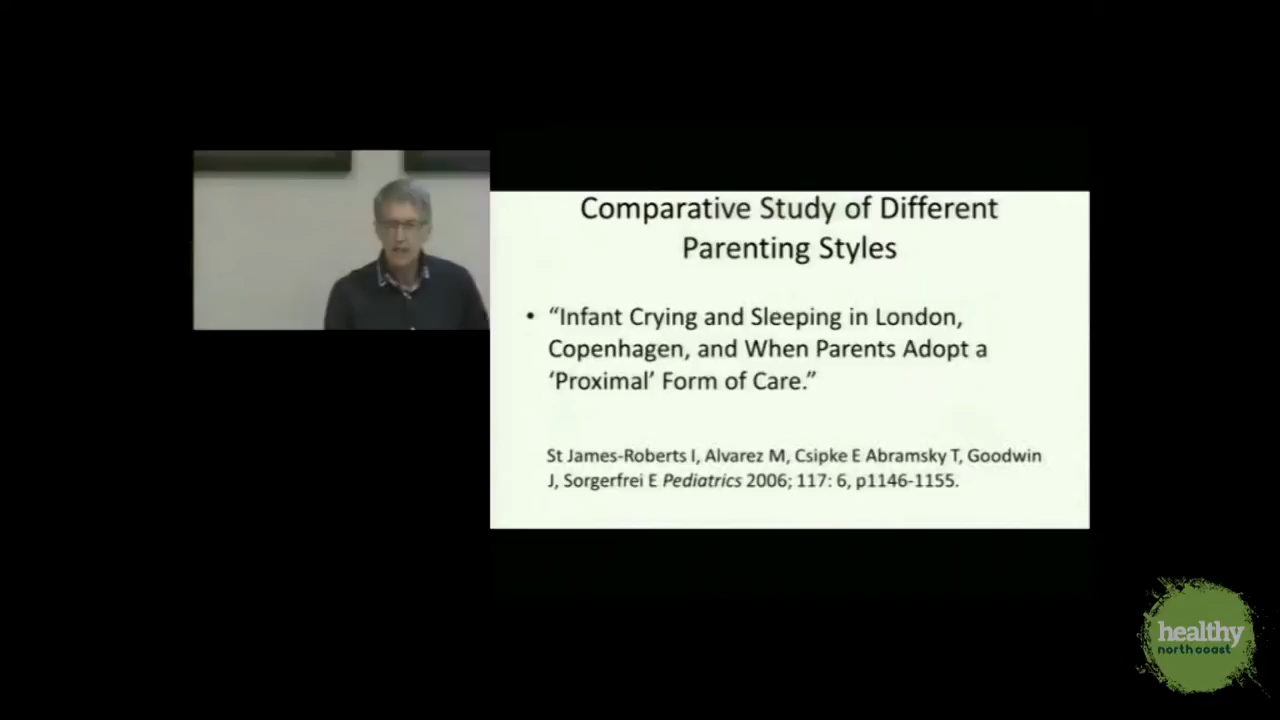 Comparative Study of Different
Parenting Styles
• “Infant Crying and Sleeping in London,
Copenhagen, and When Parents Adopt a
‘Proximal’ Form of Care.”
St James-Roberts I, Alvarez M, Csipke E Abramsky T, Goodwin
J, Sorgerfrei E Pediatrics 2006; 117: 6, p1146-1155.
healthy
north coast